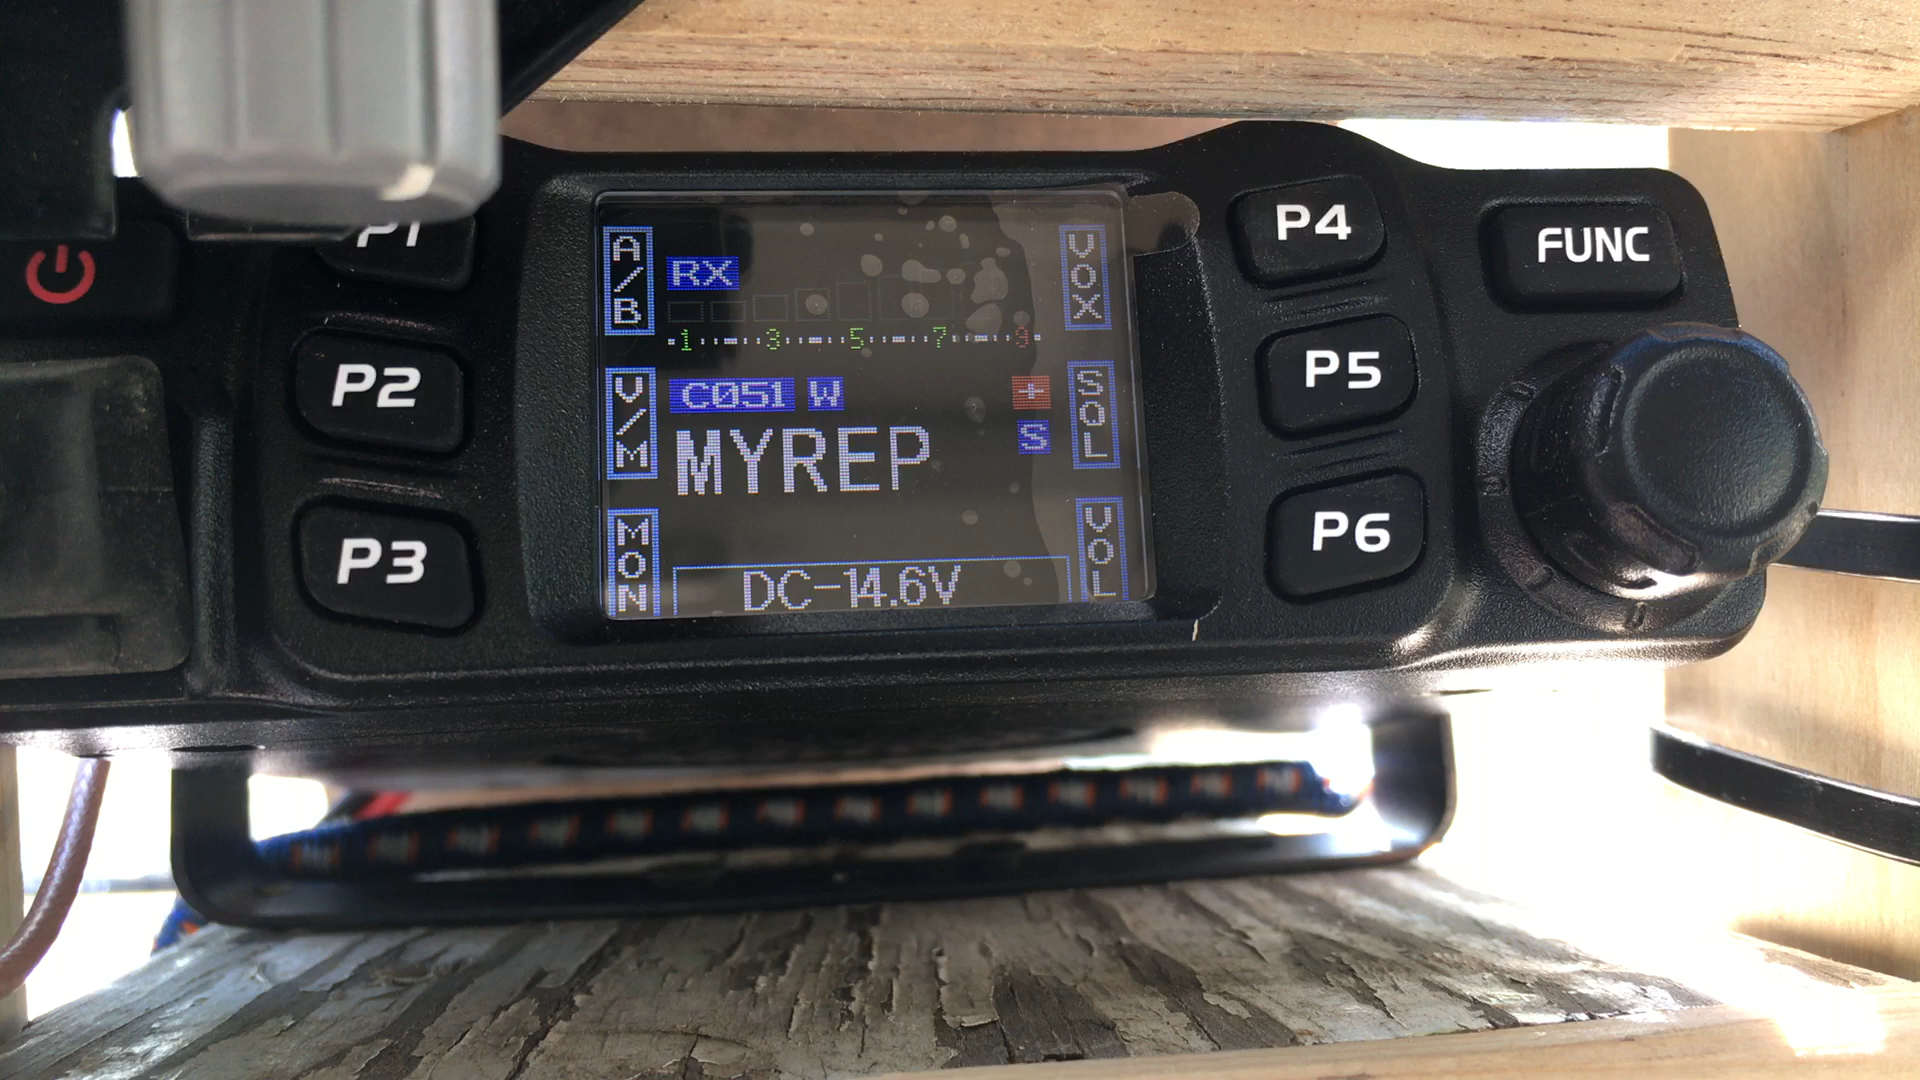 P1
P2
P3
A/B
V/M
MON
RX
1 3 5 7 9
C051 W +
S
MYREP
DC-14.6V
VOX
SQL
VOL
P4
P5
P6
FUNC